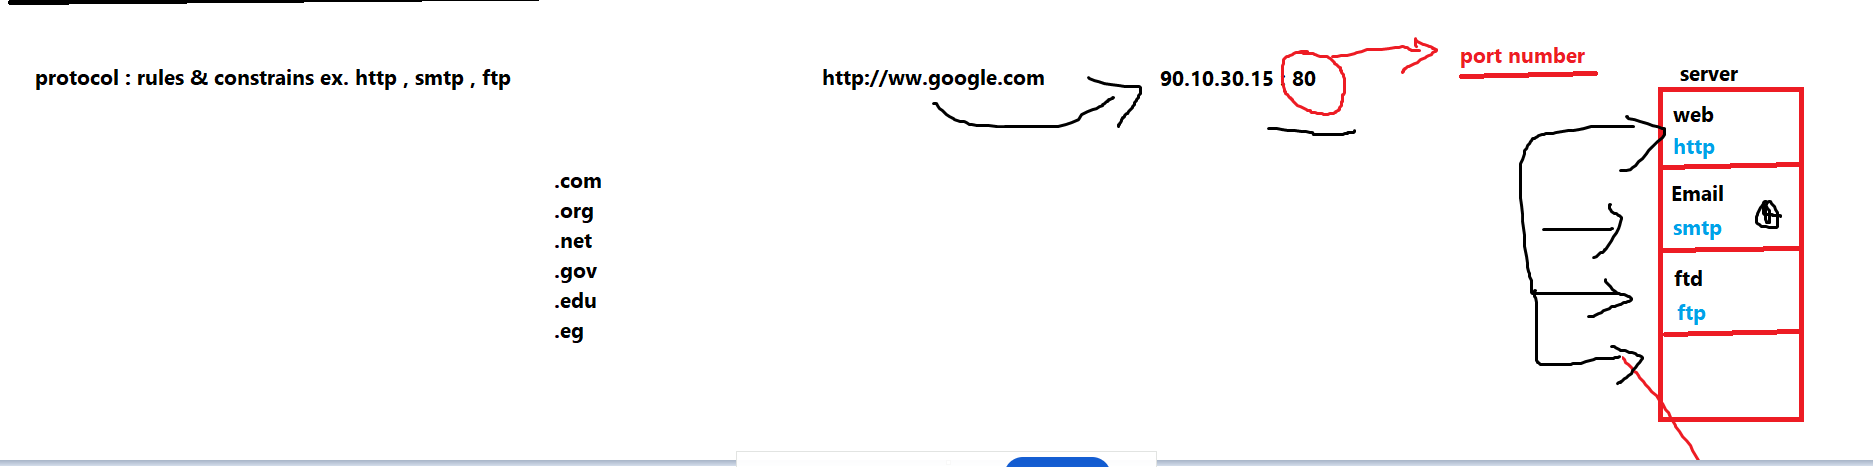 protocol : rules & constrains ex. http , smtp , ftp
http://ww.google.com
90.10.30.15 80
port number
.com
.org
.net
.gov
.edu
.eg
server
web
http
Email
smtp
ftd
ftp